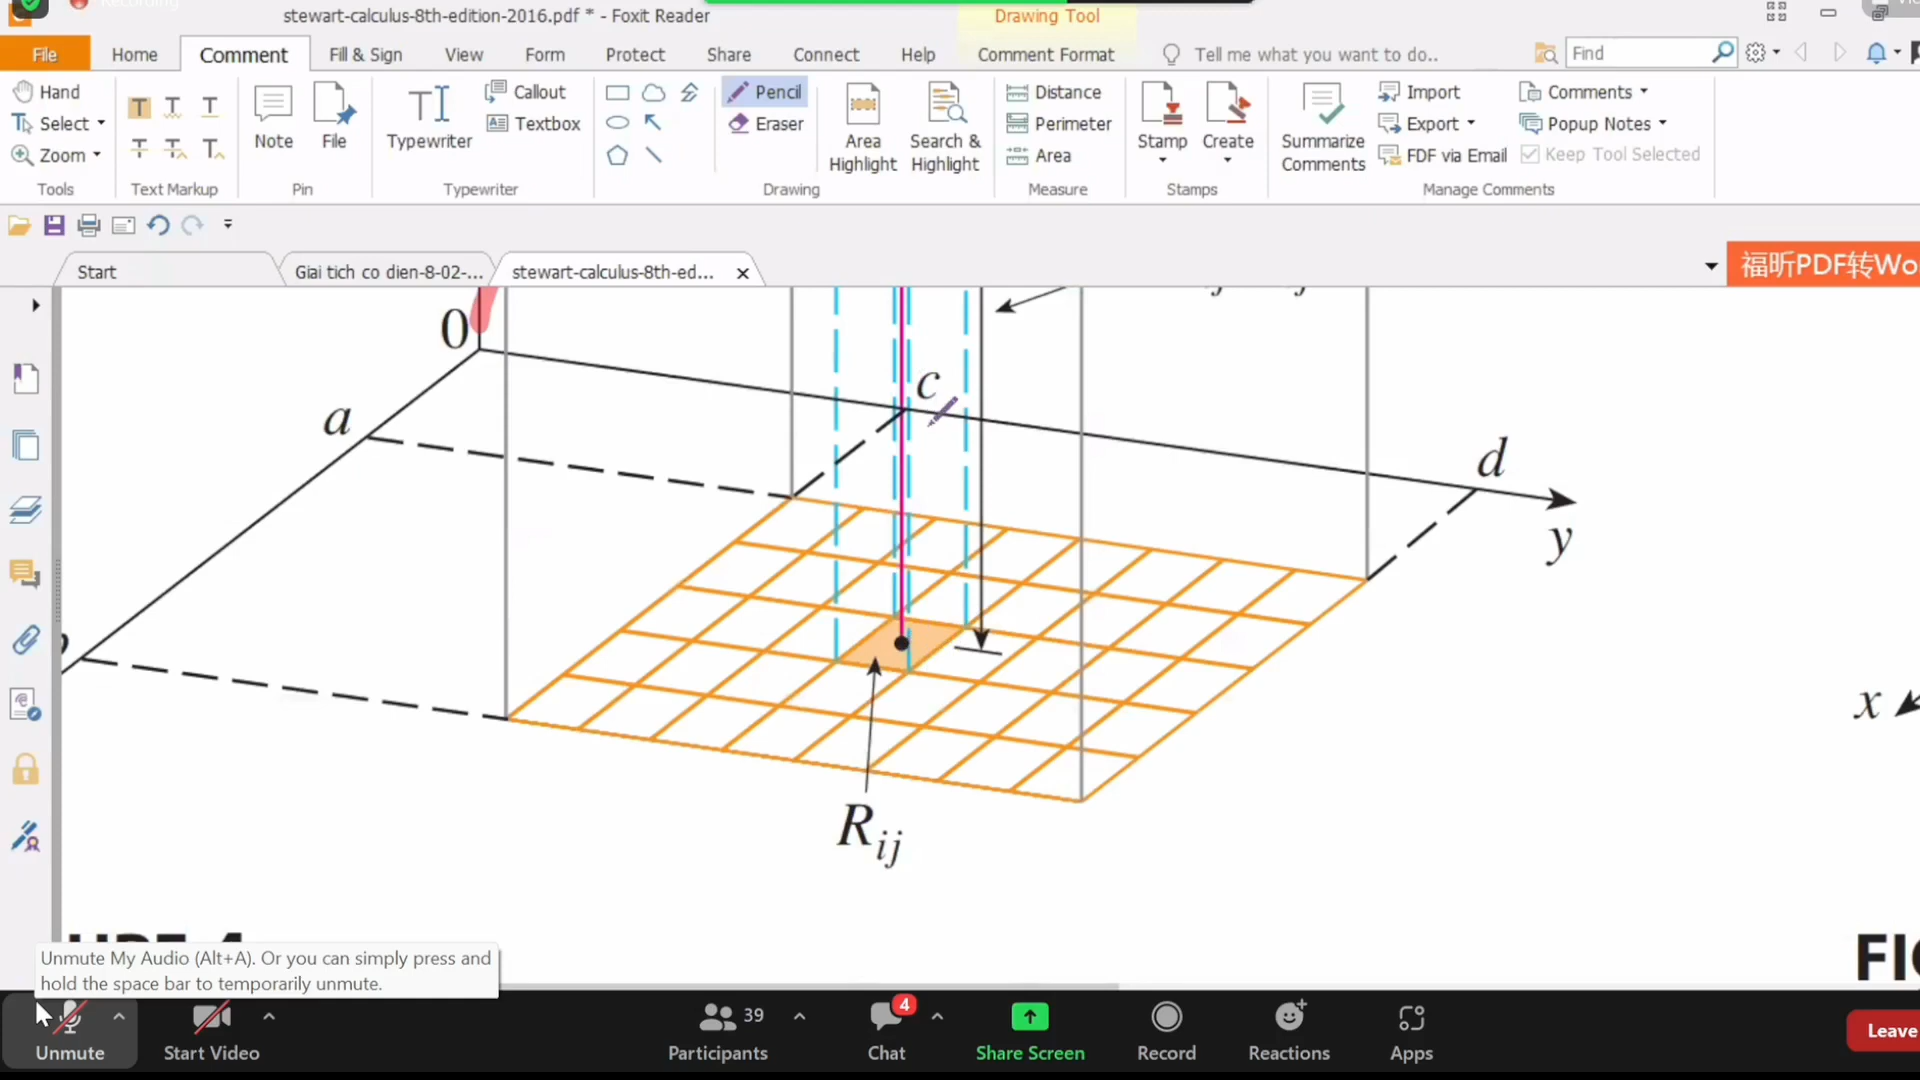 Recording
stewart-calculus-8th-edition-2016.pdf * - Foxit Reader
Drawing Tool
File Home Comment Fill & Sign View Form Protect Share Connect Help Comment Format Tell me what you want to do.. Find
Hand
Select
Zoom
Tools
Text Markup
Note
File
Pin
Typewriter
Callout
Textbox
Typewriter
Pencil
Eraser
Area Highlight
Search & Highlight
Drawing
Distance
Perimeter
Area
Measure
Stamp
Create
Stamps
Summarize Comments
Import
Export
FDF via Email
Comments
Popup Notes
Keep Tool Selected
Manage Comments
Start
Giai tich co dien-8-02-...
stewart-calculus-8th-ed...
福昕PDF转Wo
0
c
a
d
y
x
R_{ij}
Unmute My Audio (Alt+A). Or you can simply press and
hold the space bar to temporarily unmute.
Unmute
Start Video
39
Participants
4
Chat
Share Screen
Record
Reactions
Apps
Leave